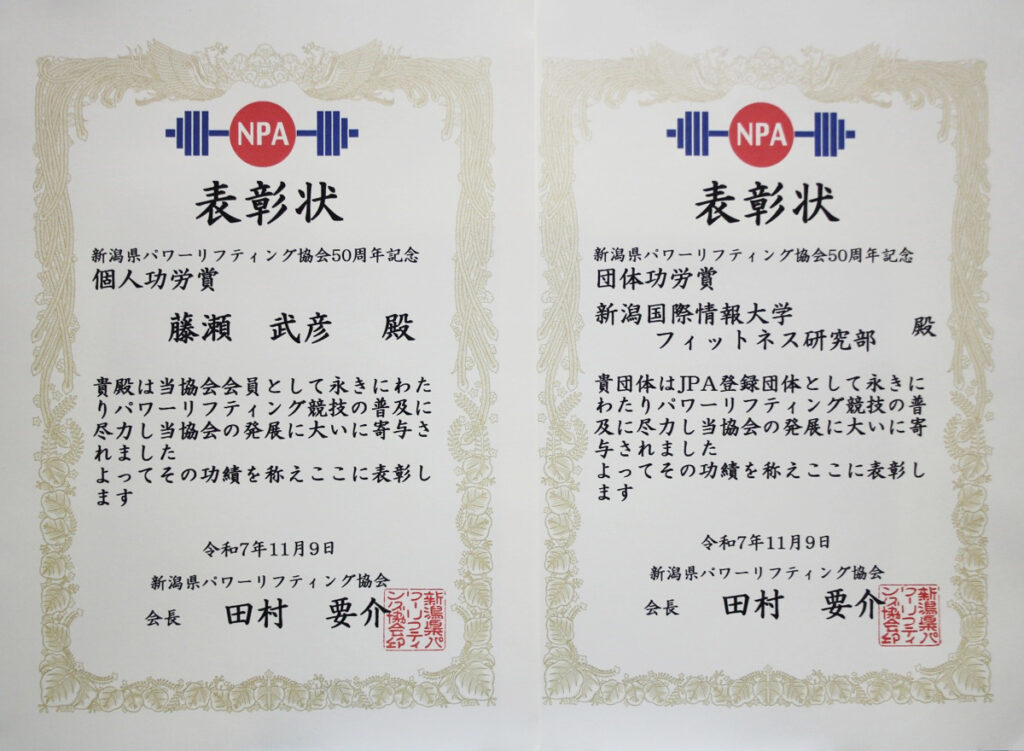 NPA
表彰状
新潟県パワーリフティング協会50周年記念
個人功労賞
藤瀬 武彦 殿
貴殿は当協会会員として永きにわた
りパワーリフティング競技の普及に
尽力し当協会の発展に大いに寄与さ
れました
よってその功績を称えここに表彰し
ます
令和7年11月9日
新潟県パワーリフティング協会
会長 田村 要介
新潟県パ
ワーリフティ
ング協会印
NPA
表彰状
新潟県パワーリフティング協会50周年記念
団体功労賞
新潟国際情報大学
フィットネス研究部 殿
貴団体はJPA登録団体として永きに
わたりパワーリフティング競技の普
及に尽力し当協会の発展に大いに寄
与されました
よってその功績を称えここに表彰し
ます
令和7年11月9日
新潟県パワーリフティング協会
会長 田村 要介
新潟県パ
ワーリフティ
ング協会印